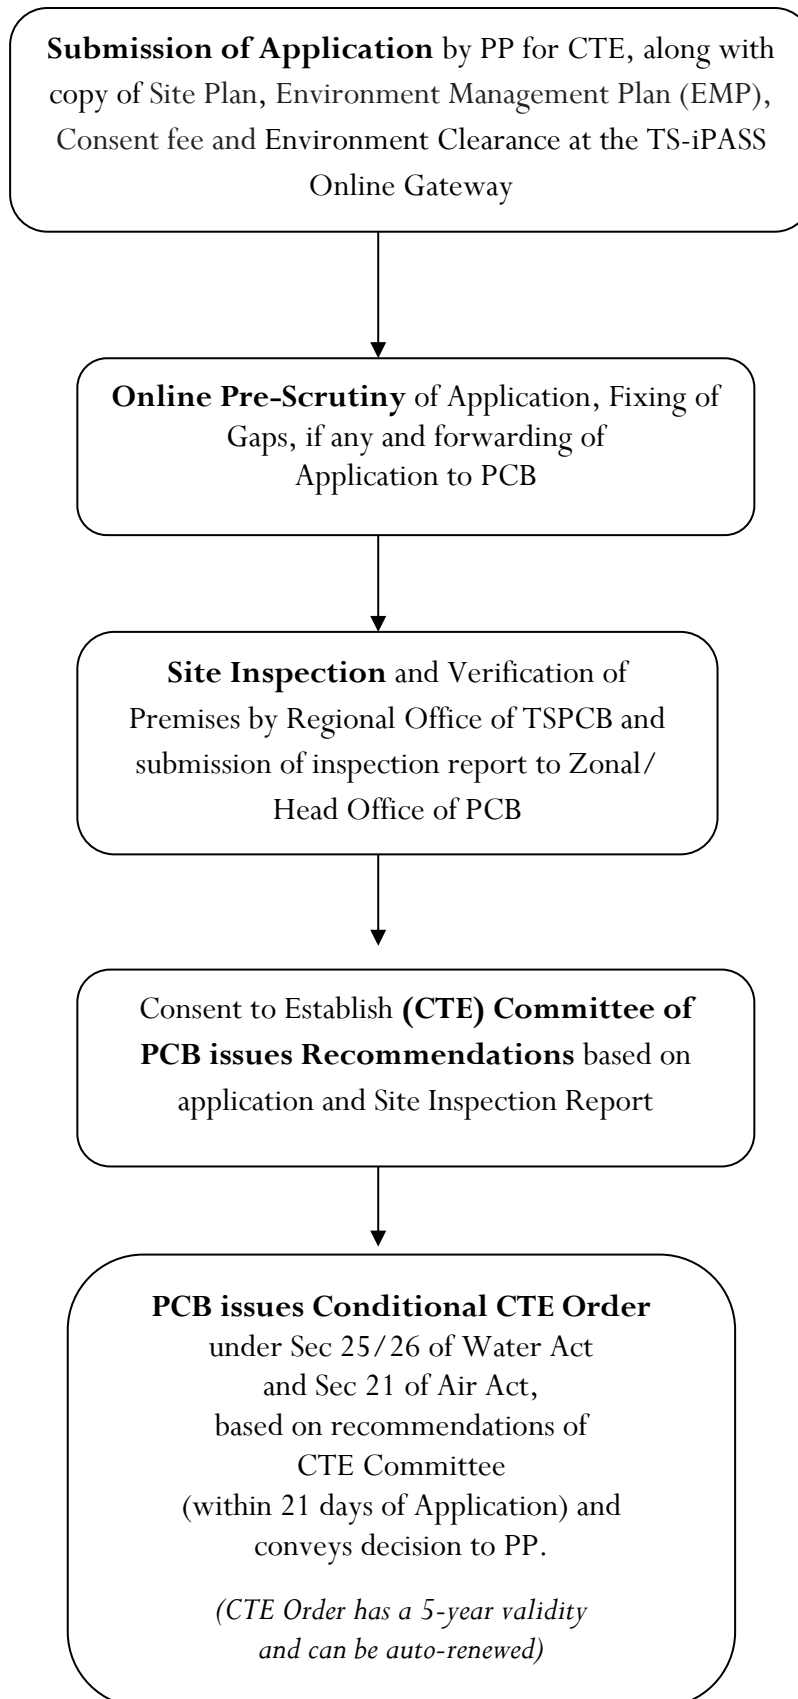 Submission of Application by PP for CTE, along with
copy of Site Plan, Environment Management Plan (EMP),
Consent fee and Environment Clearance at the TS-iPASS
Online Gateway
Online Pre-Scrutiny of Application, Fixing of
Gaps, if any and forwarding of
Application to PCB
Site Inspection and Verification of
Premises by Regional Office of TSPCB and
submission of inspection report to Zonal/
Head Office of PCB
Consent to Establish (CTE) Committee of
PCB issues Recommendations based on
application and Site Inspection Report
PCB issues Conditional CTE Order
under Sec 25/26 of Water Act
and Sec 21 of Air Act,
based on recommendations of
CTE Committee
(within 21 days of Application) and
conveys decision to PP.
(CTE Order has a 5-year validity
and can be auto-renewed)